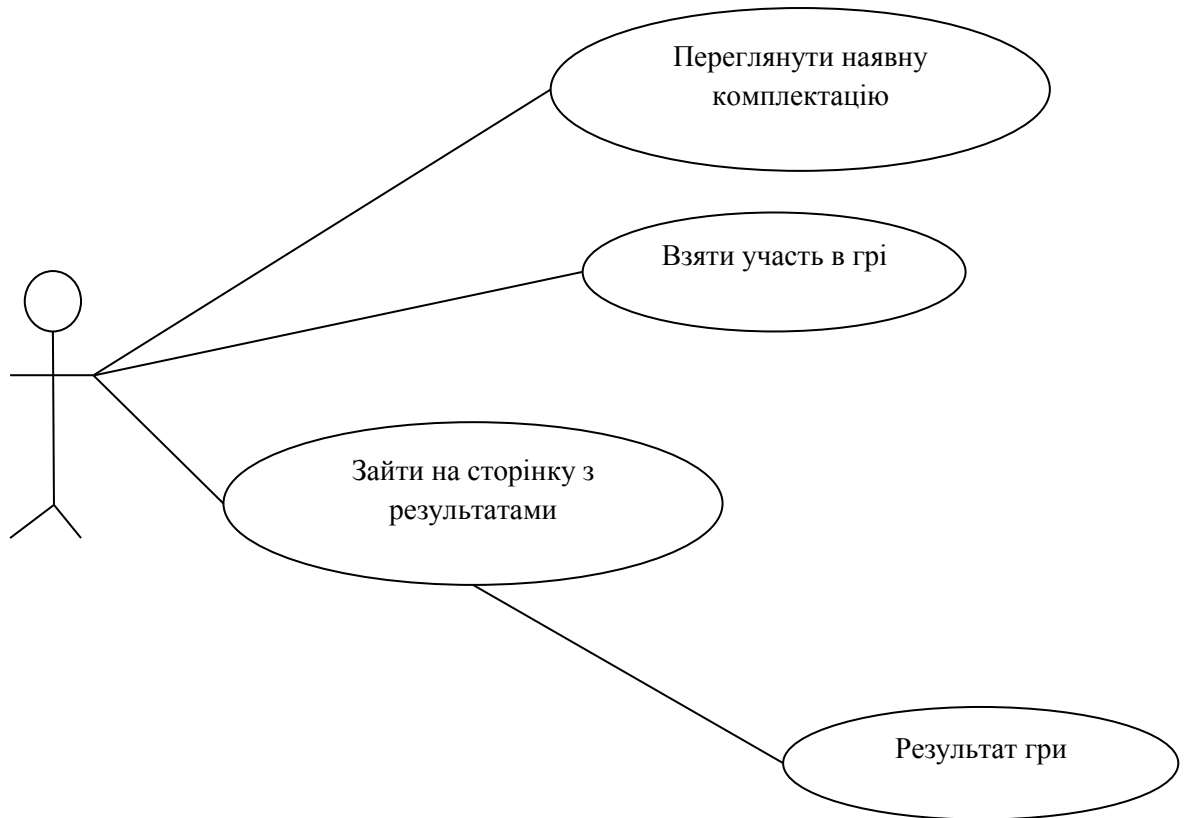 Переглянути наявну
комплектацію
Взяти участь в грі
Зайти на сторінку з
результатами
Результат гри